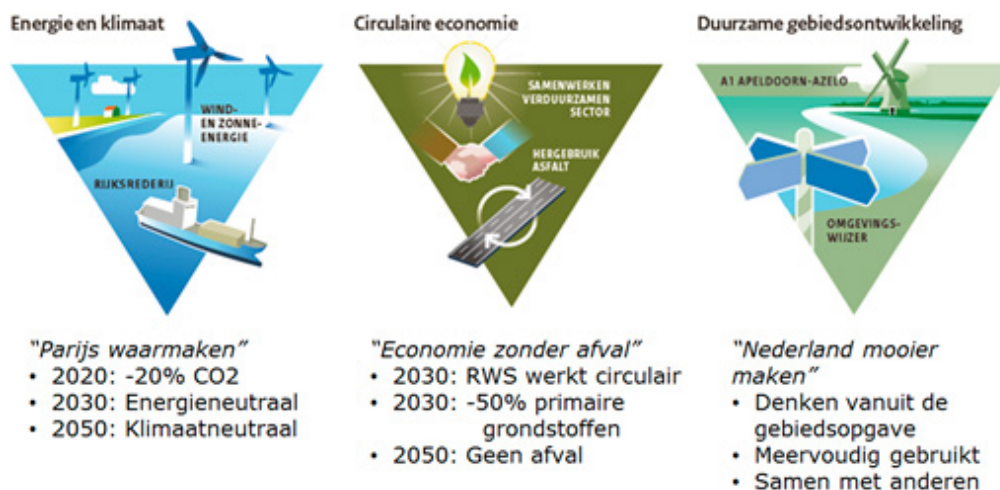 Energie en klimaat
WIND-
EN ZONNE-
ENERGIE
RIJKSREDERIJ
"Parijs waarmaken"
• 2020: -20% CO2
• 2030: Energieneutraal
• 2050: Klimaatneutraal
Circulaire economie
SAMENWERKEN
VERDUURZAMEN
SECTOR
HERGEBRUIK
ASFALT
"Economie zonder afval"
• 2030: RWS werkt circulair
• 2030: -50% primaire
grondstoffen
• 2050: Geen afval
Duurzame gebiedsontwikkeling
A1 APELDOORN-AZELO
OMGEVINGS-
WIJZER
"Nederland mooier
maken"
• Denken vanuit de
gebiedsopgave
• Meervoudig gebruikt
• Samen met anderen